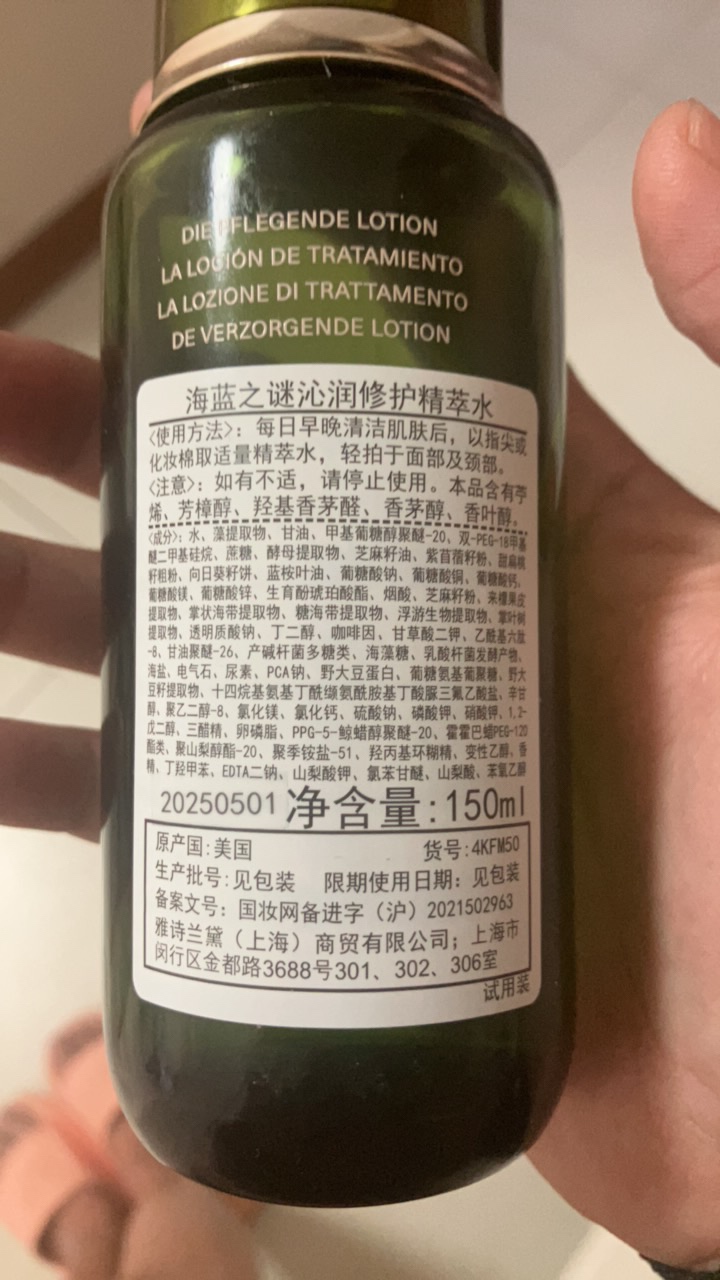 DIE PFLEGENDE LOTION
LA LOCIÓN DE TRATAMIENTO
LA LOZIONE DI TRATTAMENTO
DE VERZORGENDE LOTION
海蓝之谜沁润修护精萃水
〈使用方法〉：每日早晚清洁肌肤后，以指尖或
化妆棉取适量精萃水，轻拍于面部及颈部。
〈注意〉：如有不适，请停止使用。本品含有苧
烯、芳樟醇、羟基香茅醛、香茅醇、香叶醇。
〈成分〉：水、藻提取物、甘油、甲基葡糖醇聚醚-20、双-PEG-18甲基
醚二甲基硅烷、蔗糖、酵母提取物、芝麻籽油、紫苜蓿籽粉、甜扁桃
籽粗粉、向日葵籽饼、蓝桉叶油、葡糖酸钠、葡糖酸铜、葡糖酸钙、
葡糖酸镁、葡糖酸锌、生育酚琥珀酸酯、烟酸、芝麻籽粉、来檬果皮
提取物、掌状海带提取物、糖海带提取物、浮游生物提取物、掌叶树
提取物、透明质酸钠、丁二醇、咖啡因、甘草酸二钾、乙酰基六肽
-8、甘油聚醚-26、产碱杆菌多糖类、海藻糖、乳酸杆菌发酵产物、
海盐、电气石、尿素、PCA钠、野大豆蛋白、葡糖氨基葡聚糖、野大
豆籽提取物、十四烷基氨基丁酰缬氨酰胺基丁酸脲三氟乙酸盐、辛甘
醇、聚乙二醇-8、氯化镁、氯化钙、硫酸钠、磷酸钾、硝酸钾、1,2-
戊二醇、三醋精、卵磷脂、PPG-5-鲸蜡醇聚醚-20、霍霍巴蜡PEG-120
酯类、聚山梨醇酯-20、聚季铵盐-51、羟丙基环糊精、变性乙醇、香
精、丁羟甲苯、EDTA二钠、山梨酸钾、氯苯甘醚、山梨酸、苯氧乙醇
20250501 净含量:150ml
原产国:美国 货号:4KFM50
生产批号:见包装 限期使用日期: 见包装
备案文号: 国妆网备进字（沪）2021502963
雅诗兰黛（上海）商贸有限公司; 上海市
闵行区金都路3688号301、302、306室
试用装